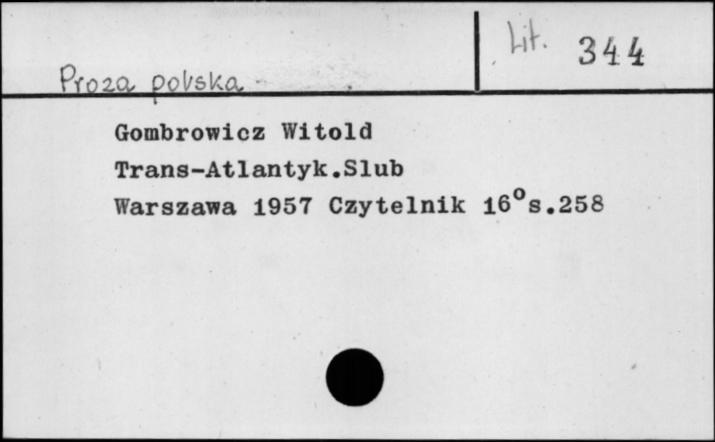 Lit. 344
Proza polska
Gombrowicz Witold
Trans-Atlantyk.Slub
Warszawa 1957 Czytelnik 16°s.258